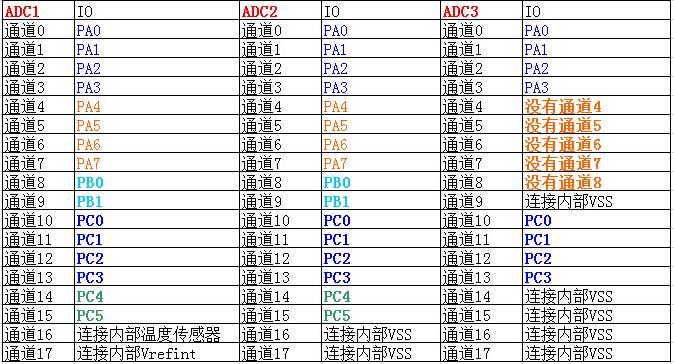 ADC1 IO ADC2 IO ADC3 IO
通道0 PA0 通道0 PA0 通道0 PA0
通道1 PA1 通道1 PA1 通道1 PA1
通道2 PA2 通道2 PA2 通道2 PA2
通道3 PA3 通道3 PA3 通道3 PA3
通道4 PA4 通道4 PA4 通道4 没有通道4
通道5 PA5 通道5 PA5 通道5 没有通道5
通道6 PA6 通道6 PA6 通道6 没有通道6
通道7 PA7 通道7 PA7 通道7 没有通道7
通道8 PB0 通道8 PB0 通道8 没有通道8
通道9 PB1 通道9 PB1 通道9 连接内部VSS
通道10 PC0 通道10 PC0 通道10 PC0
通道11 PC1 通道11 PC1 通道11 PC1
通道12 PC2 通道12 PC2 通道12 PC2
通道13 PC3 通道13 PC3 通道13 PC3
通道14 PC4 通道14 PC4 通道14 连接内部VSS
通道15 PC5 通道15 PC5 通道15 连接内部VSS
通道16 连接内部温度传感器 通道16 连接内部VSS 通道16 连接内部VSS
通道17 连接内部Vrefint 通道17 连接内部VSS 通道17 连接内部VSS